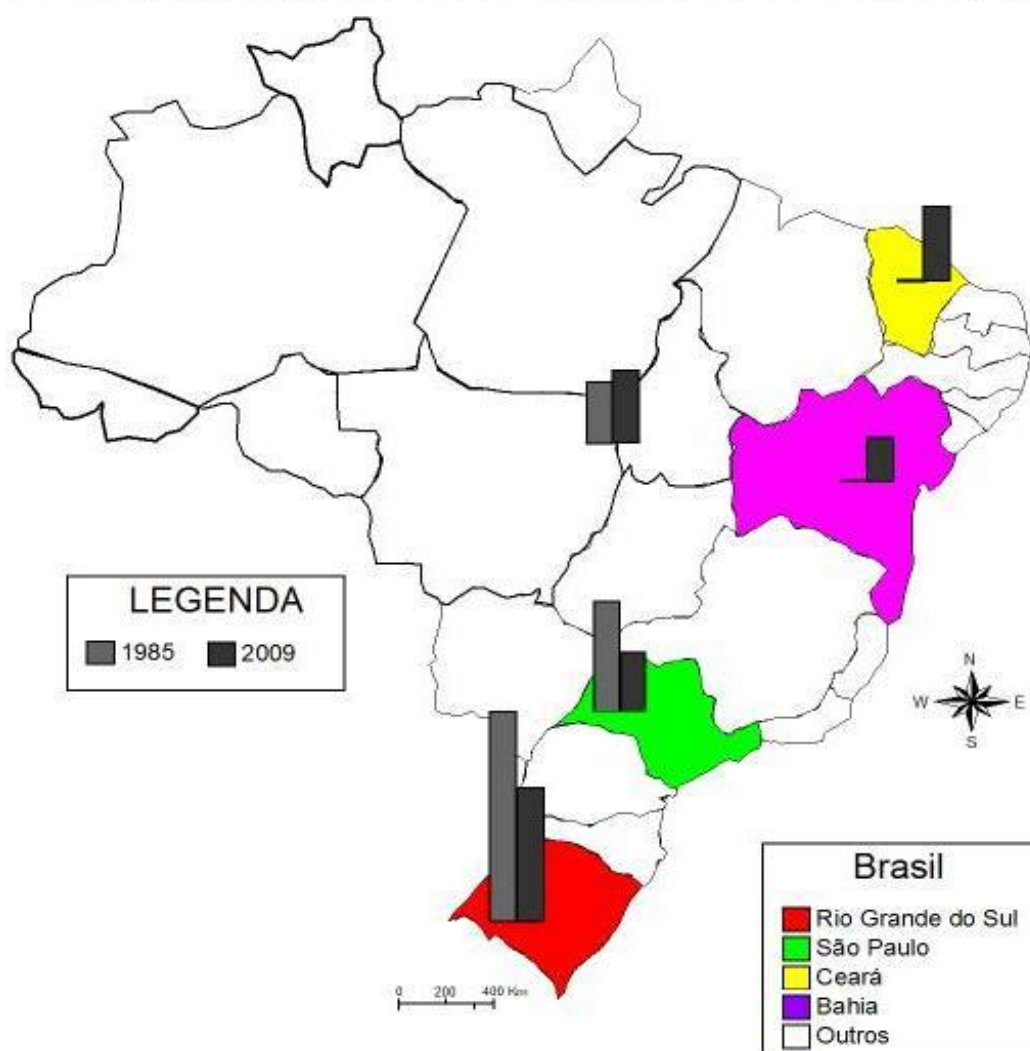 LEGENDA
1985 2009
N
W E
S
Brasil
Rio Grande do Sul
São Paulo
Ceará
Bahia
Outros
0 200 400 Km